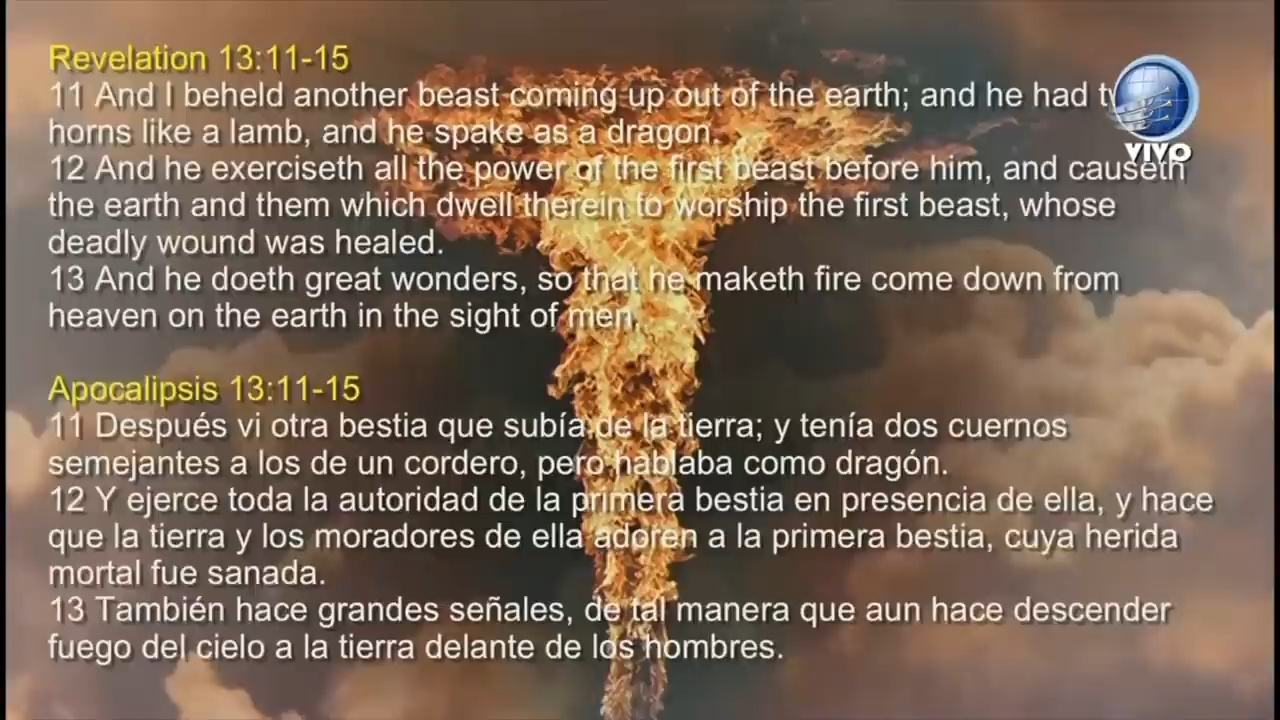 Revelation 13:11-15
11 And I beheld another beast coming up out of the earth; and he had
horns like a lamb, and he spake as a dragon.
12 And he exerciseth all the power of the first beast before him, and causeth
the earth and them which dwell therein to worship the first beast, whose
deadly wound was healed.
13 And he doeth great wonders, so that he maketh fire come down from
heaven on the earth in the sight of men.
Apocalipsis 13:11-15
11 Después vi otra bestia que subía de la tierra; y tenía dos cuernos
semejantes a los de un cordero, pero hablaba como dragón.
12 Y ejerce toda la autoridad de la primera bestia en presencia de ella, y hace
que la tierra y los moradores de ella adoren a la primera bestia, cuya herida
mortal fue sanada.
13 También hace grandes señales, de tal manera que aun hace descender
fuego del cielo a la tierra delante de los hombres.
VIVO